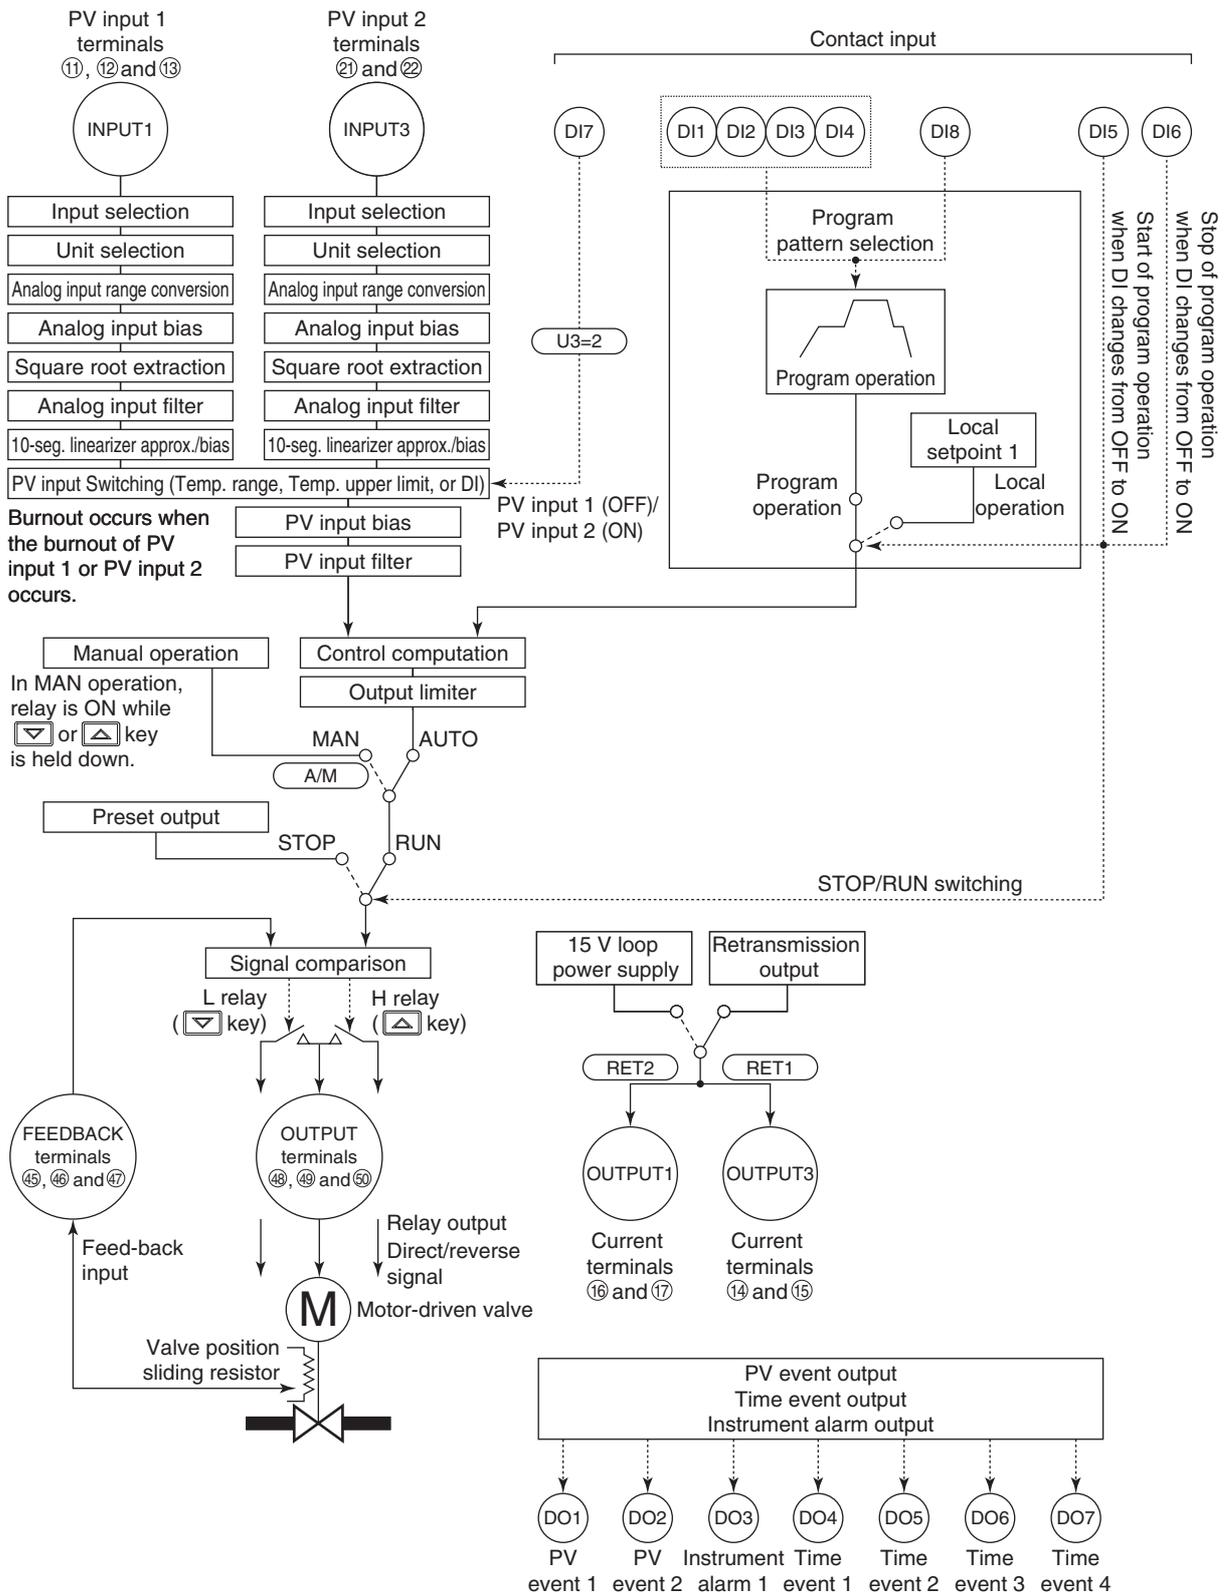 PV input 1
terminals
⑪, ⑫ and ⑬
INPUT1
PV input 2
terminals
㉑ and ㉒
INPUT3
Contact input
DI7
DI1
DI2
DI3
DI4
DI8
DI5
DI6
Input selection
Unit selection
Analog input range conversion
Analog input bias
Square root extraction
Analog input filter
10-seg. linearizer approx./bias
Input selection
Unit selection
Analog input range conversion
Analog input bias
Square root extraction
Analog input filter
10-seg. linearizer approx./bias
PV input Switching (Temp. range, Temp. upper limit, or DI)
U3=2
PV input 1 (OFF)/
PV input 2 (ON)
Burnout occurs when
the burnout of PV
input 1 or PV input 2
occurs.
PV input bias
PV input filter
Program
pattern selection
Program operation
Local
setpoint 1
Program
operation
Local
operation
Start of program operation
when DI changes from OFF to ON
Stop of program operation
when DI changes from OFF to ON
Manual operation
In MAN operation,
relay is ON while
▽ or △ key
is held down.
Control computation
Output limiter
MAN
AUTO
A/M
Preset output
STOP
RUN
STOP/RUN switching
Signal comparison
L relay
(▽ key)
H relay
(△ key)
15 V loop
power supply
Retransmission
output
RET2
RET1
FEEDBACK
terminals
㊺, ㊻ and ㊼
OUTPUT
terminals
㊽, ㊾ and ㊿
OUTPUT1
OUTPUT3
Current
terminals
⑯ and ⑰
Current
terminals
⑭ and ⑮
Feed-back
input
Relay output
Direct/reverse
signal
M
Motor-driven valve
Valve position
sliding resistor
PV event output
Time event output
Instrument alarm output
DO1
DO2
DO3
DO4
DO5
DO6
DO7
PV
event 1
PV
event 2
Instrument
alarm 1
Time
event 1
Time
event 2
Time
event 3
Time
event 4